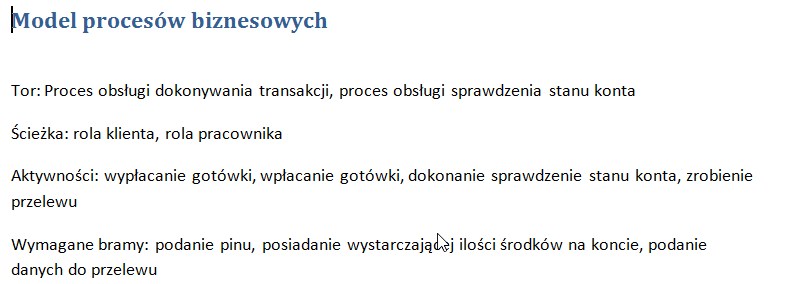 Model procesów biznesowych
Tor: Proces obsługi dokonywania transakcji, proces obsługi sprawdzenia stanu konta
Ścieżka: rola klienta, rola pracownika
Aktywności: wypłacanie gotówki, wpłacanie gotówki, dokonanie sprawdzenie stanu konta, zrobienie
przelewu
Wymagane bramy: podanie pinu, posiadanie wystarczającej ilości środków na koncie, podanie
danych do przelewu